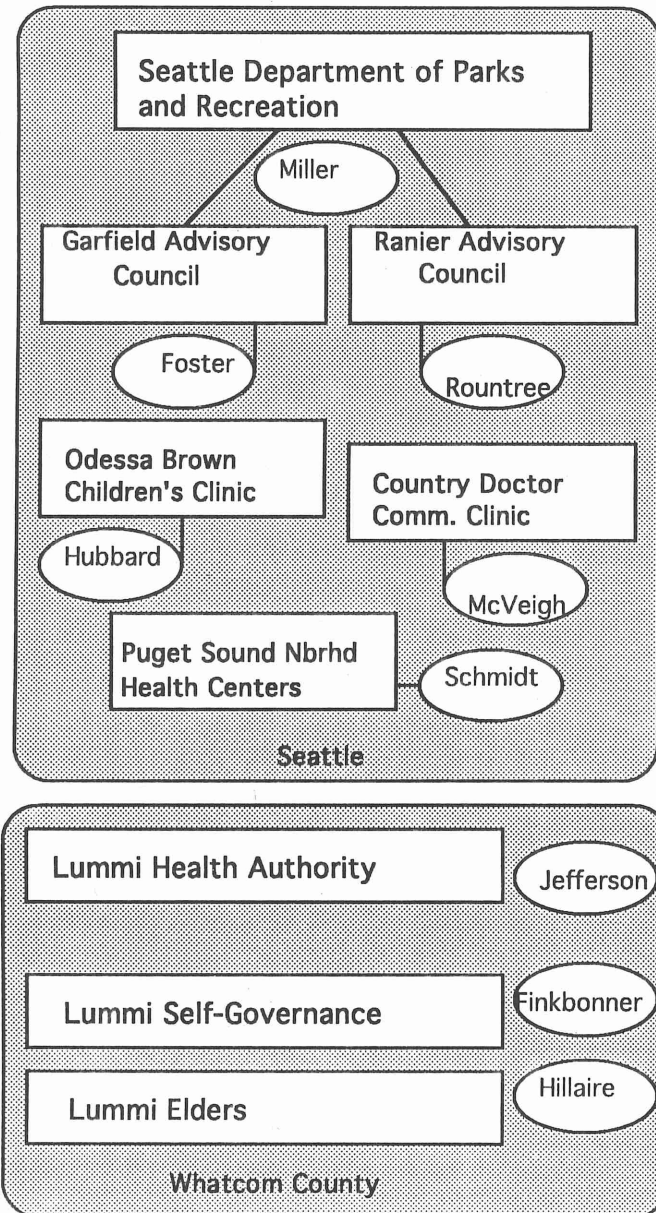 Seattle Department of Parks
and Recreation
Miller
Garfield Advisory
Council
Ranier Advisory
Council
Foster
Rountree
Odessa Brown
Children's Clinic
Country Doctor
Comm. Clinic
Hubbard
McVeigh
Puget Sound Nbrhd
Health Centers
Schmidt
Seattle
Lummi Health Authority
Jefferson
Lummi Self-Governance
Finkbonner
Lummi Elders
Hillaire
Whatcom County